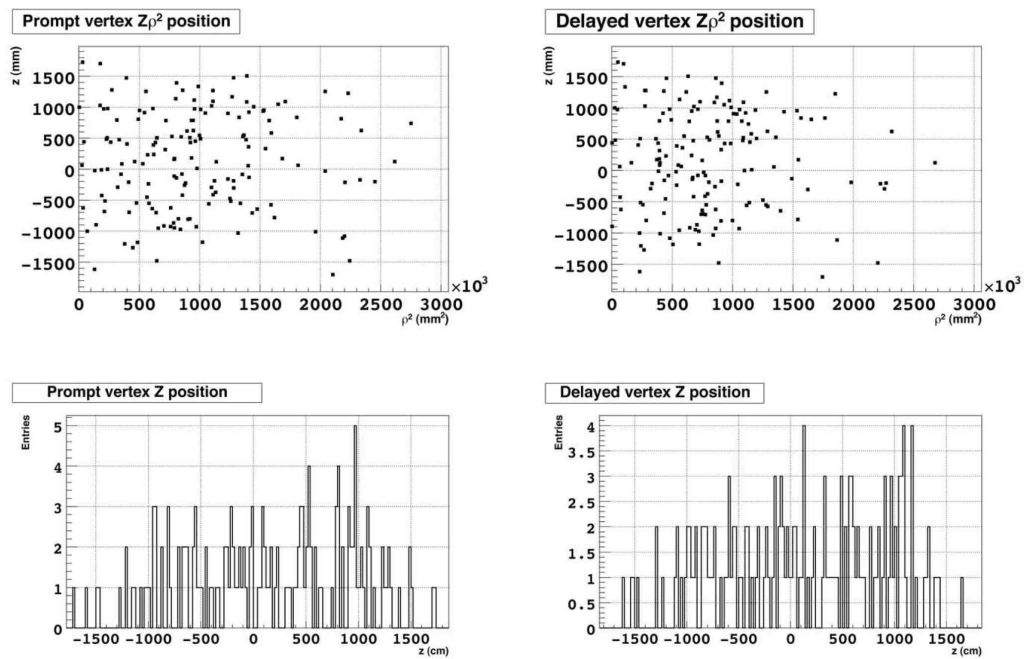 Prompt vertex Zρ² position
z (mm)
1500
1000
500
0
−500
−1000
−1500
0 500 1000 1500 2000 2500 3000
×10³
ρ² (mm²)
Delayed vertex Zρ² position
z (mm)
1500
1000
500
0
−500
−1000
−1500
0 500 1000 1500 2000 2500 3000
×10³
ρ² (mm²)
Prompt vertex Z position
Entries
5
4
3
2
1
0
−1500 −1000 −500 0 500 1000 1500
z (cm)
Delayed vertex Z position
Entries
4
3.5
3
2.5
2
1.5
1
0.5
0
−1500 −1000 −500 0 500 1000 1500
z (cm)